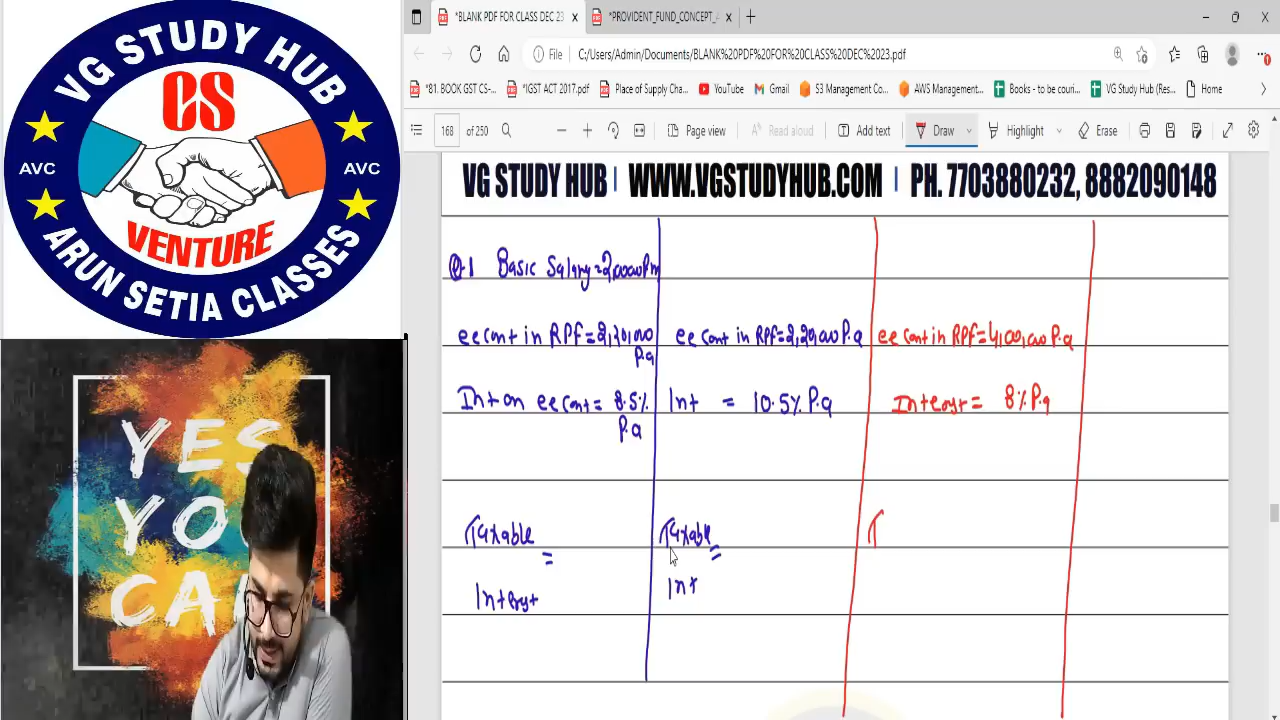 VG STUDY HUB
CS
AVC
AVC
VENTURE
ARUN SETIA CLASSES
YES
YO
CA
*BLANK PDF FOR CLASS DEC 23
*PROVIDENT_FUND_CONCEPT_
File
C:/Users/Admin/Documents/BLANK%20PDF%20FOR%20CLASS%20DEC%202023.pdf
*81. BOOK GST CS-...
*IGST ACT 2017.pdf
Place of Supply Cha...
YouTube
Gmail
S3 Management Co...
AWS Management...
Books - to be couri...
VG Study Hub (Res...
Home
168 of 250
Page view
Read aloud
Add text
Draw
Highlight
Erase
VG STUDY HUB | WWW.VGSTUDYHUB.COM | PH. 7703880232, 8882090148
Q.1 Basic Salary =
ee cont in RPF = 2,20,000 P.a
ee cont in RPF = 2,20,000 P.a
ee cont in RPF = 4,00,000 P.a
Int on ee cont = 8.5% P.a
Int = 10.5% P.a
Interest = 8% P.a
Taxable Interest =
Taxable Int =
T